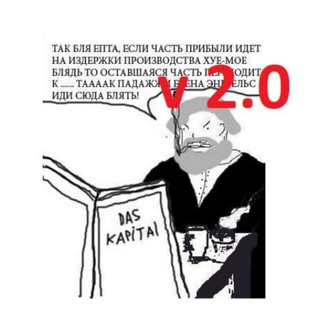 ТАК БЛЯ ЕПТА, ЕСЛИ ЧАСТЬ ПРИБЫЛИ ИДЕТ
НА ИЗДЕРЖКИ ПРОИЗВОДСТВА ХУЕ-МОЕ
БЛЯДЬ ТО ОСТАВШАЯСЯ ЧАСТЬ
К ...... ТААААК ПАДАЖЖИ
ИДИ СЮДА БЛЯТЬ!
v 2.0
DAS
KAPITAl